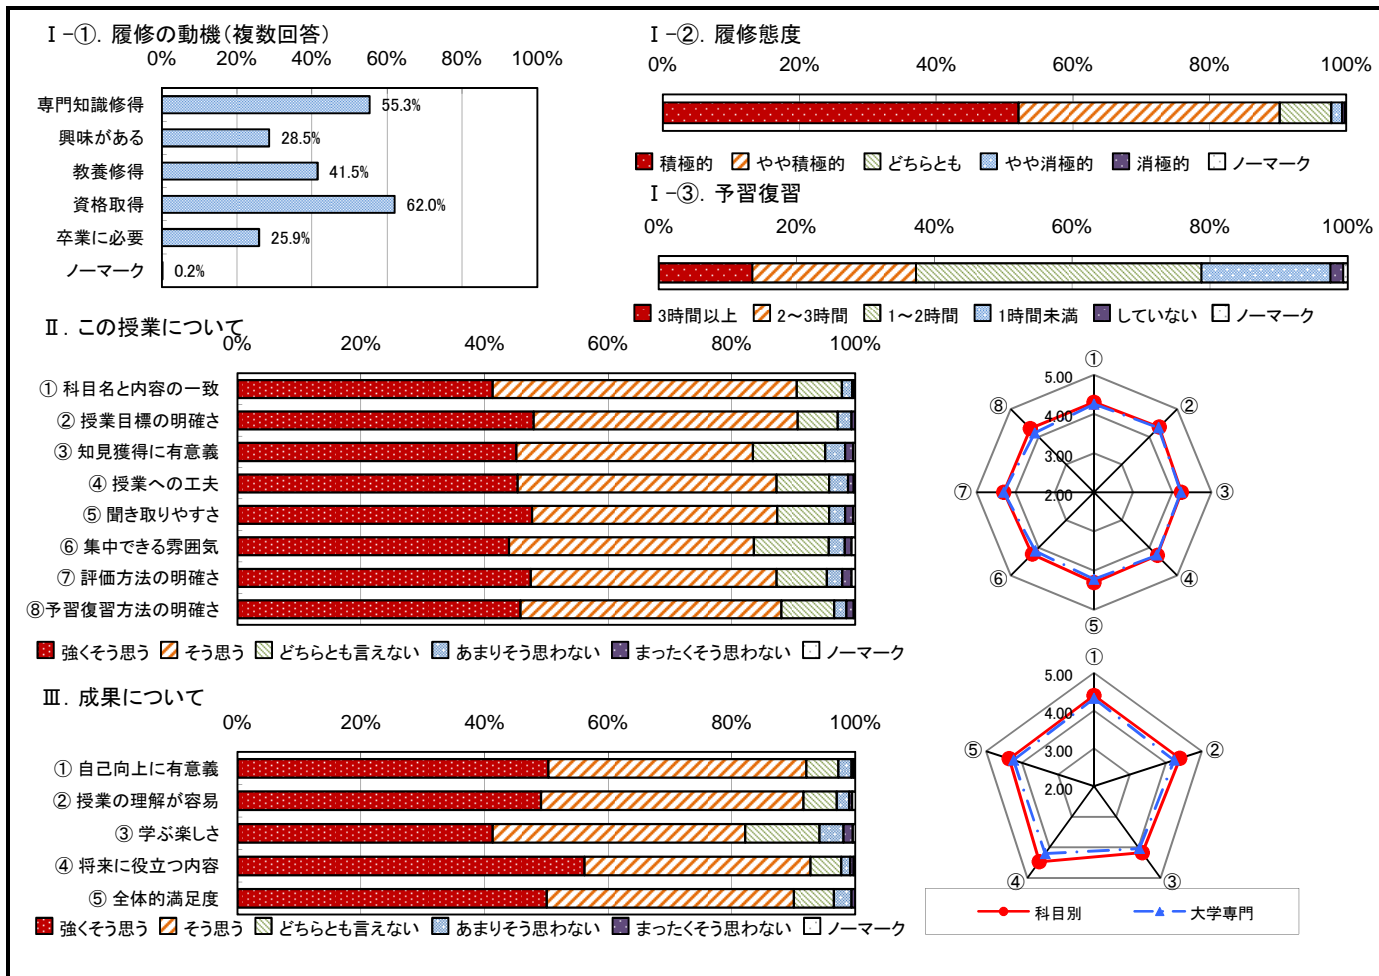 Ⅰ-①．履修の動機（複数回答）
0% 20% 40% 60% 80% 100%
専門知識修得 55.3%
興味がある 28.5%
教養修得 41.5%
資格取得 62.0%
卒業に必要 25.9%
ノーマーク 0.2%
Ⅰ-②．履修態度
0% 20% 40% 60% 80% 100%
積極的 やや積極的 どちらとも やや消極的 消極的 ノーマーク
Ⅰ-③．予習復習
0% 20% 40% 60% 80% 100%
3時間以上 2～3時間 1～2時間 1時間未満 していない ノーマーク
Ⅱ．この授業について
0% 20% 40% 60% 80% 100%
① 科目名と内容の一致
② 授業目標の明確さ
③ 知見獲得に有意義
④ 授業への工夫
⑤ 聞き取りやすさ
⑥ 集中できる雰囲気
⑦ 評価方法の明確さ
⑧予習復習方法の明確さ
強くそう思う そう思う どちらとも言えない あまりそう思わない まったくそう思わない ノーマーク
①
5.00
⑧ ②
4.00
3.00
⑦ 2.00 ③
⑥ ④
⑤
Ⅲ．成果について
0% 20% 40% 60% 80% 100%
① 自己向上に有意義
② 授業の理解が容易
③ 学ぶ楽しさ
④ 将来に役立つ内容
⑤ 全体的満足度
強くそう思う そう思う どちらとも言えない あまりそう思わない まったくそう思わない ノーマーク
①
5.00
4.00
⑤ 3.00 ②
2.00
④ ③
科目別 大学専門